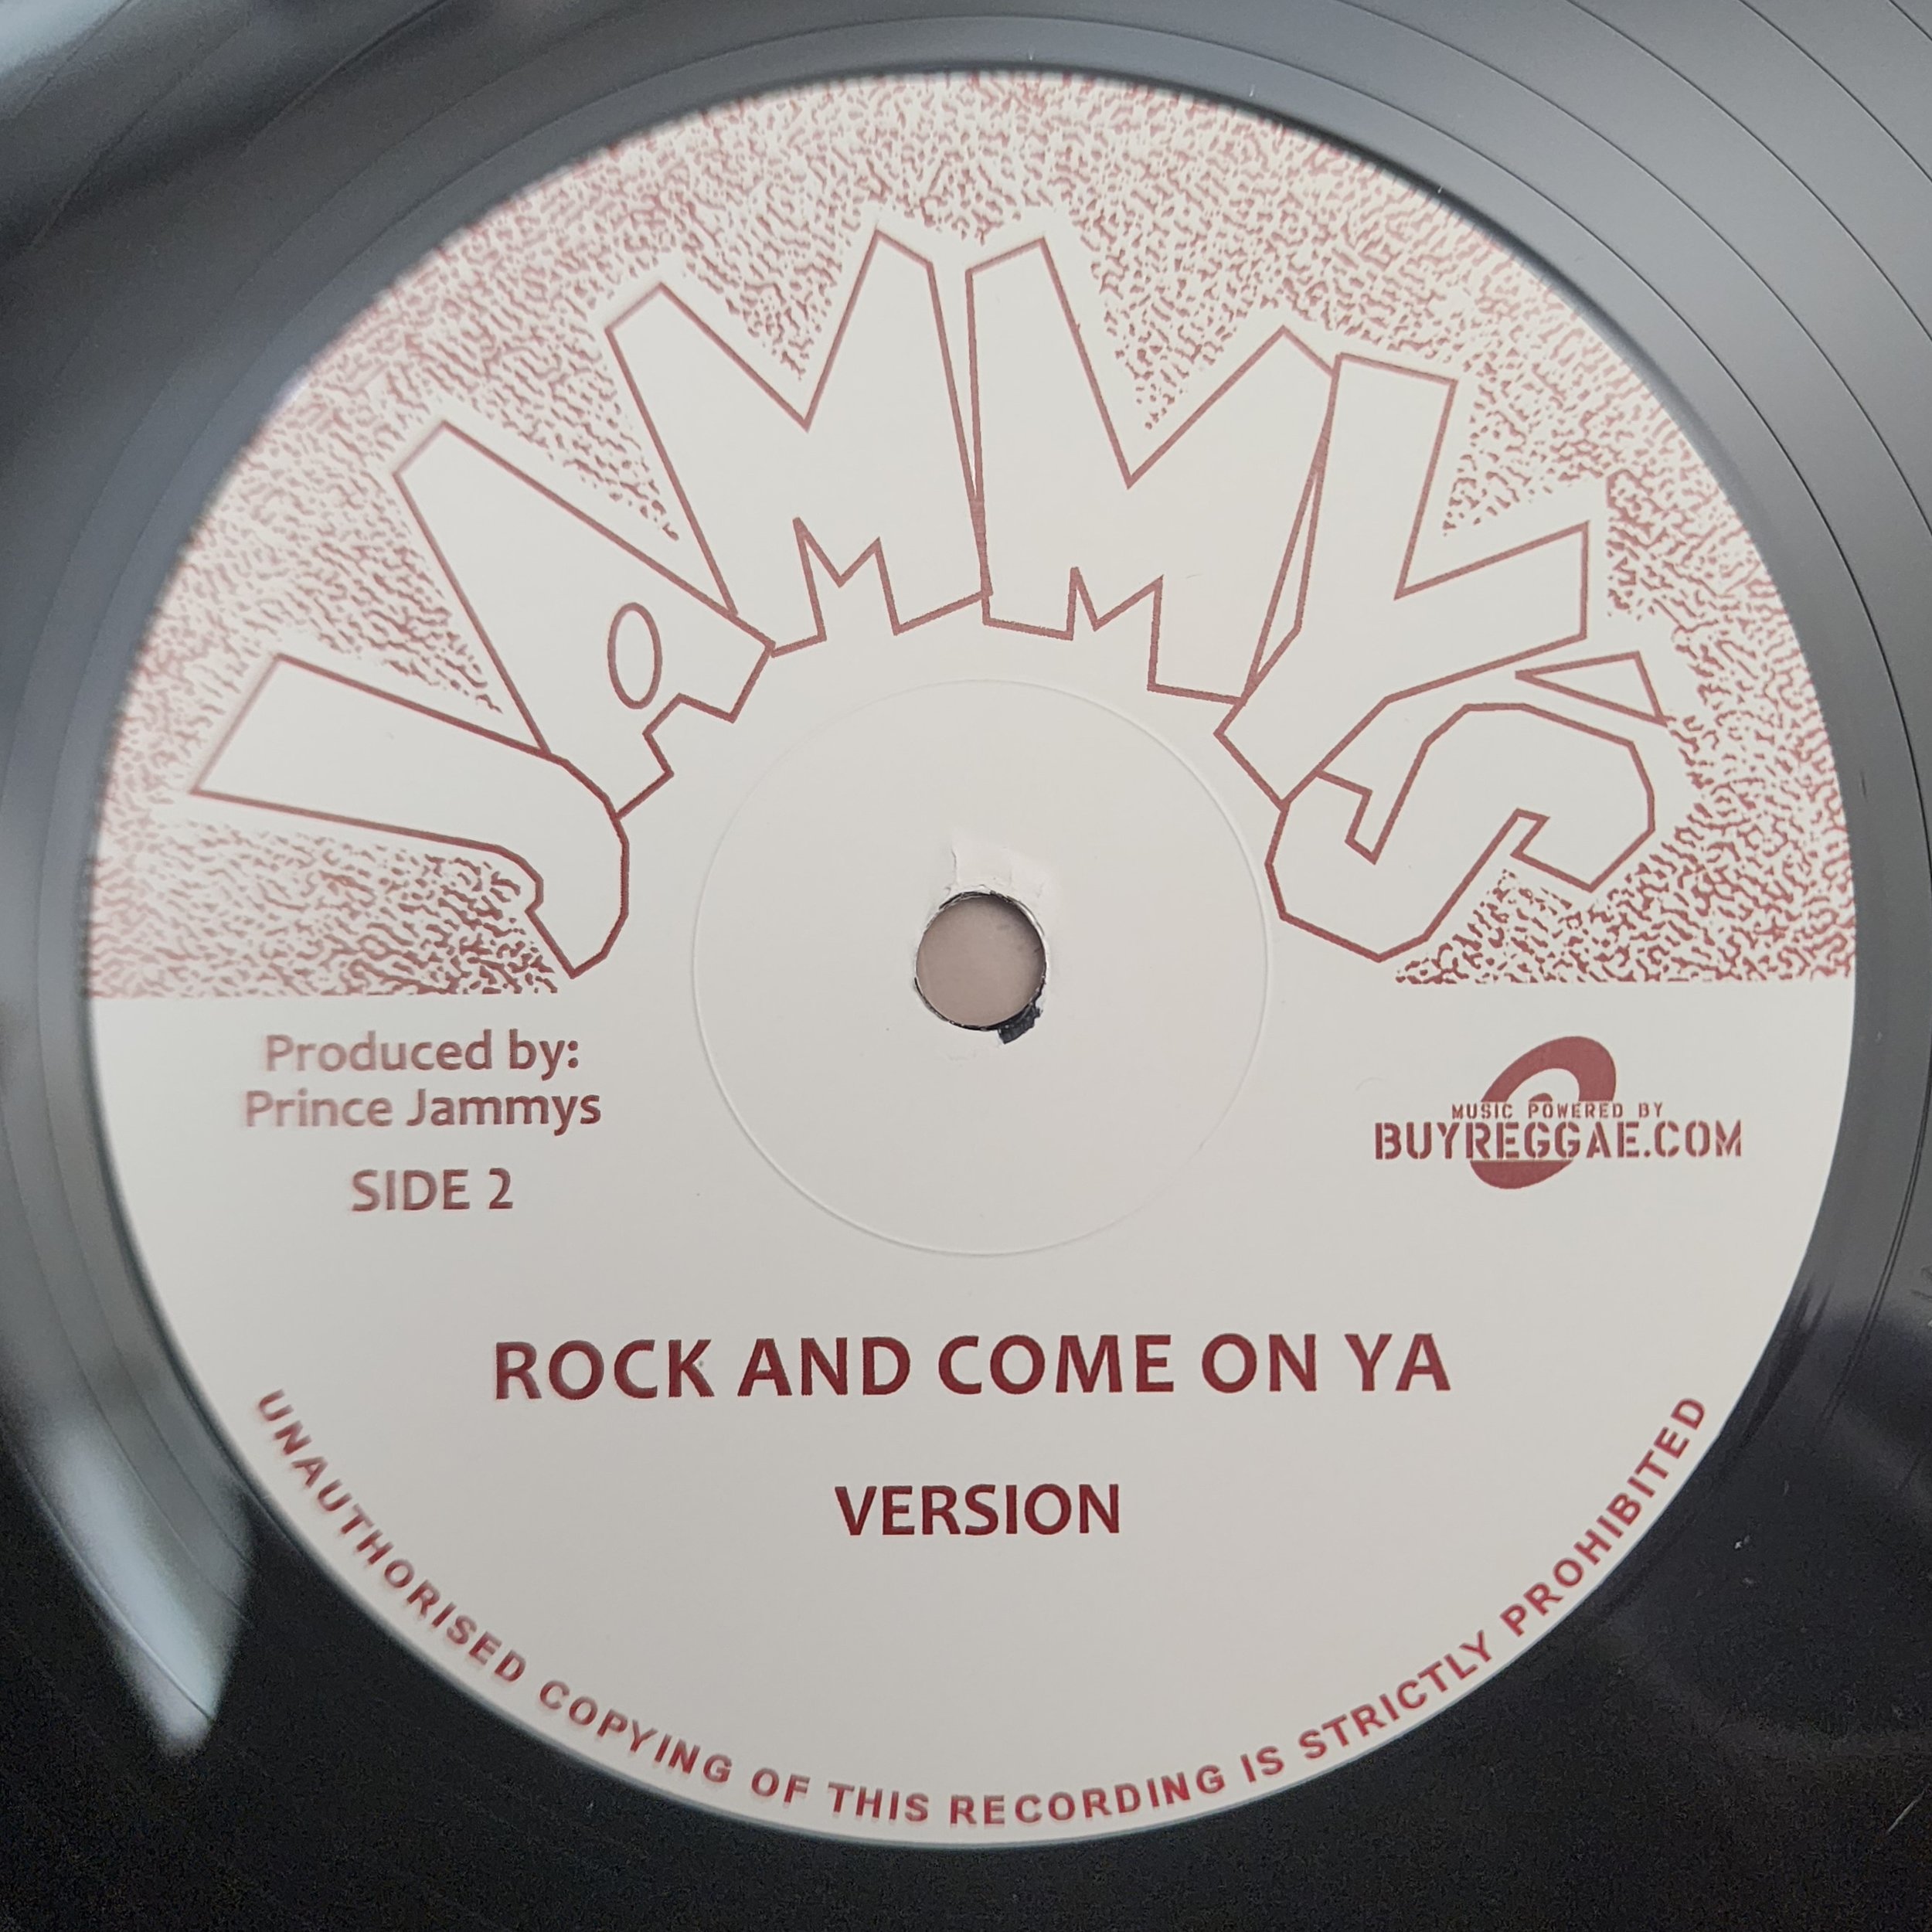 JAMMY'S
Produced by:
Prince Jammys
SIDE 2
MUSIC POWERED BY
BUYREGGAE.COM
ROCK AND COME ON YA
VERSION
UNAUTHORISED COPYING OF THIS RECORDING IS STRICTLY PROHIBITED